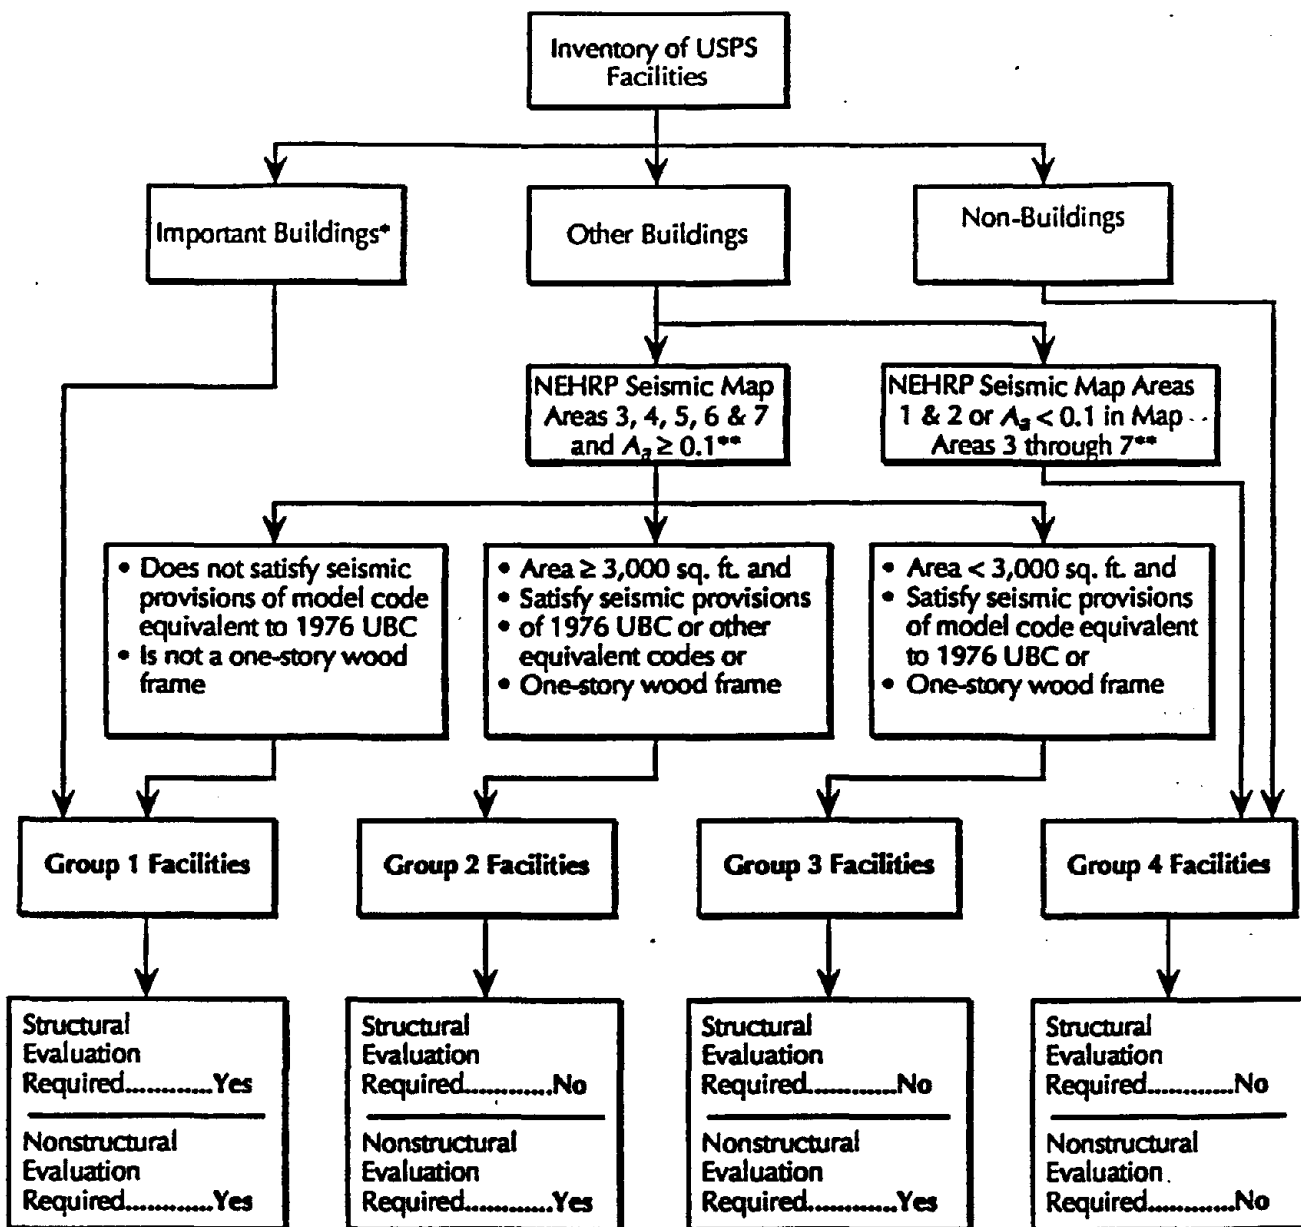 Inventory of USPS
Facilities
Important Buildings*
Other Buildings
Non-Buildings
NEHRP Seismic Map
Areas 3, 4, 5, 6 & 7
and Aₐ ≥ 0.1**
NEHRP Seismic Map Areas
1 & 2 or Aₐ < 0.1 in Map
Areas 3 through 7**
• Does not satisfy seismic
provisions of model code
equivalent to 1976 UBC
• Is not a one-story wood
frame
• Area ≥ 3,000 sq. ft. and
• Satisfy seismic provisions
• of 1976 UBC or other
equivalent codes or
• One-story wood frame
• Area < 3,000 sq. ft. and
• Satisfy seismic provisions
of model code equivalent
to 1976 UBC or
• One-story wood frame
Group 1 Facilities
Group 2 Facilities
Group 3 Facilities
Group 4 Facilities
Structural
Evaluation
Required.............Yes
Nonstructural
Evaluation
Required.............Yes
Structural
Evaluation
Required.............No
Nonstructural
Evaluation
Required.............Yes
Structural
Evaluation
Required.............No
Nonstructural
Evaluation
Required.............Yes
Structural
Evaluation
Required.............No
Nonstructural
Evaluation
Required.............No